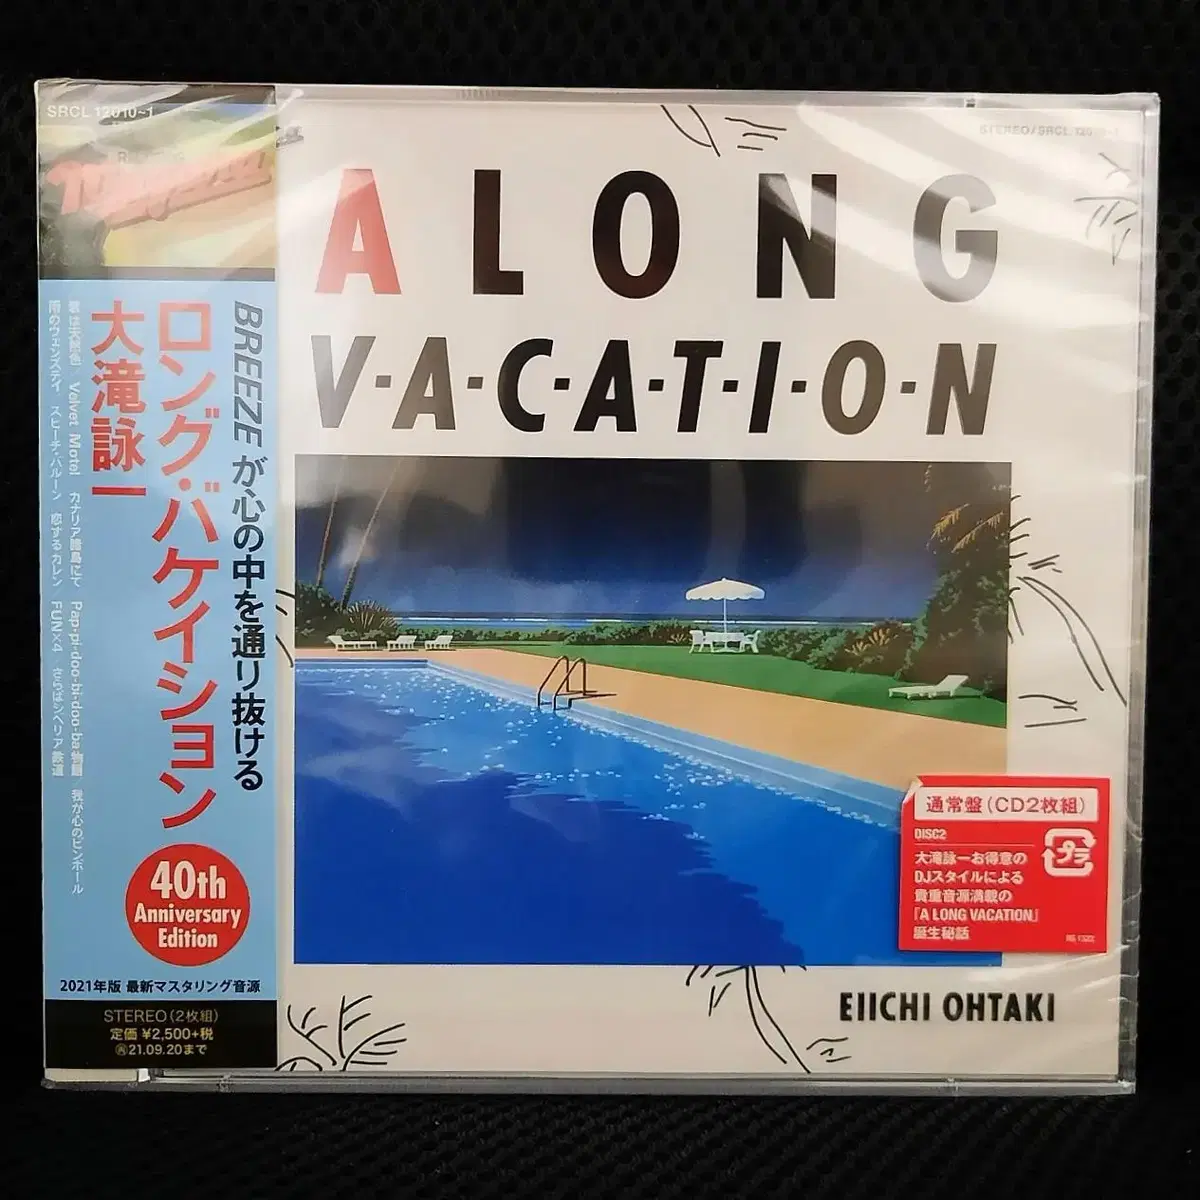 SRCL 12010~1
STEREO/SRCL 12010~1
A LONG
V·A·C·A·T·I·O·N
BREEZEが心の中を通り抜ける
ロング・バケイション
大滝詠一
君は天然色/ Velvet Motel カナリア諸島にて Pap-pi-doo-bi-doo-ba物語 我が心のピンボール
雨のウェンズデイ スピーチ・バルーン 恋するカレン FUN×4 さらばシベリア鉄道
40th
Anniversary
Edition
2021年版 最新マスタリング音源
STEREO(2枚組)
定価 ¥2,500+税
21.09.20まで
通常盤(CD2枚組)
DISC2
大滝詠一お得意の
DJスタイルによる
貴重音源満載の
「A LONG VACATION」
誕生秘話
プラ
EIICHI OHTAKI